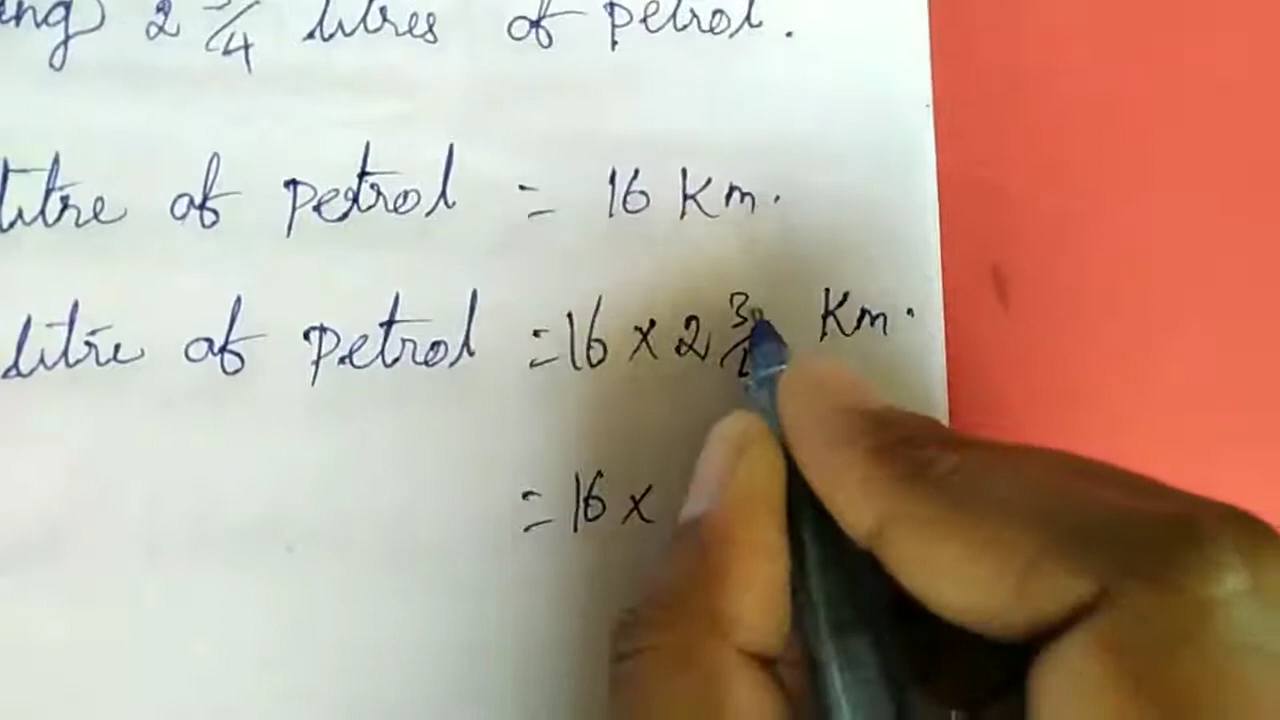 ing 2 3/4 litres of petrol.
litre of petrol = 16 Km.
litre of petrol = 16 x 2 3/4 Km.
= 16 x